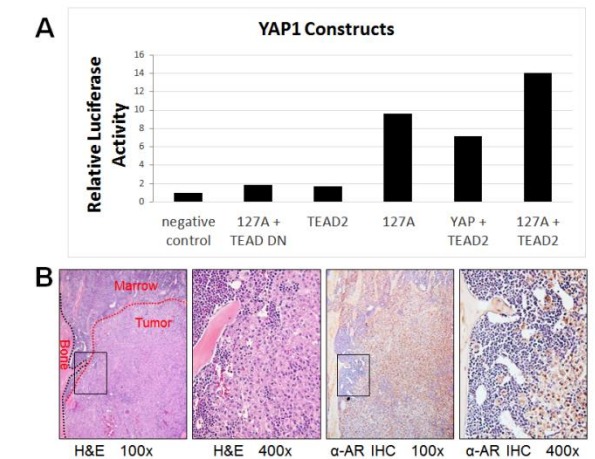 A
YAP1 Constructs
Relative Luciferase
Activity
16
14
12
10
8
6
4
2
0
negative
control
127A +
TEAD DN
TEAD2
127A
YAP +
TEAD2
127A +
TEAD2
B
Marrow
Tumor
Bone
H&E 100x
H&E 400x
α-AR IHC 100x
α-AR IHC 400x